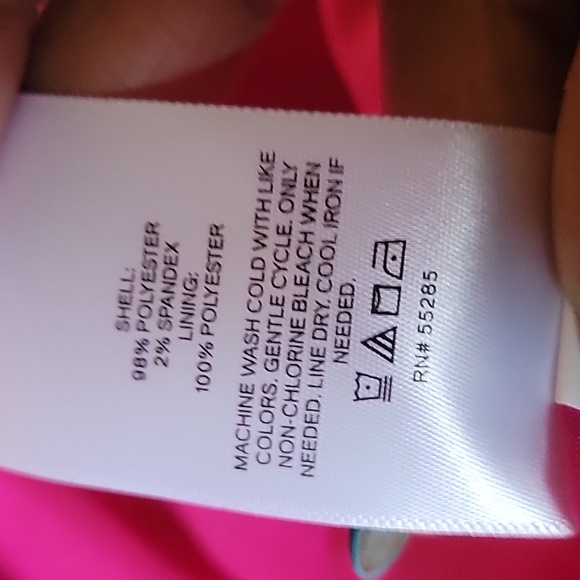 SHELL:
98% POLYESTER
2% SPANDEX
LINING:
100% POLYESTER
MACHINE WASH COLD WITH LIKE
COLORS. GENTLE CYCLE. ONLY
NON-CHLORINE BLEACH WHEN
NEEDED. LINE DRY. COOL IRON IF
NEEDED.
RN# 55285